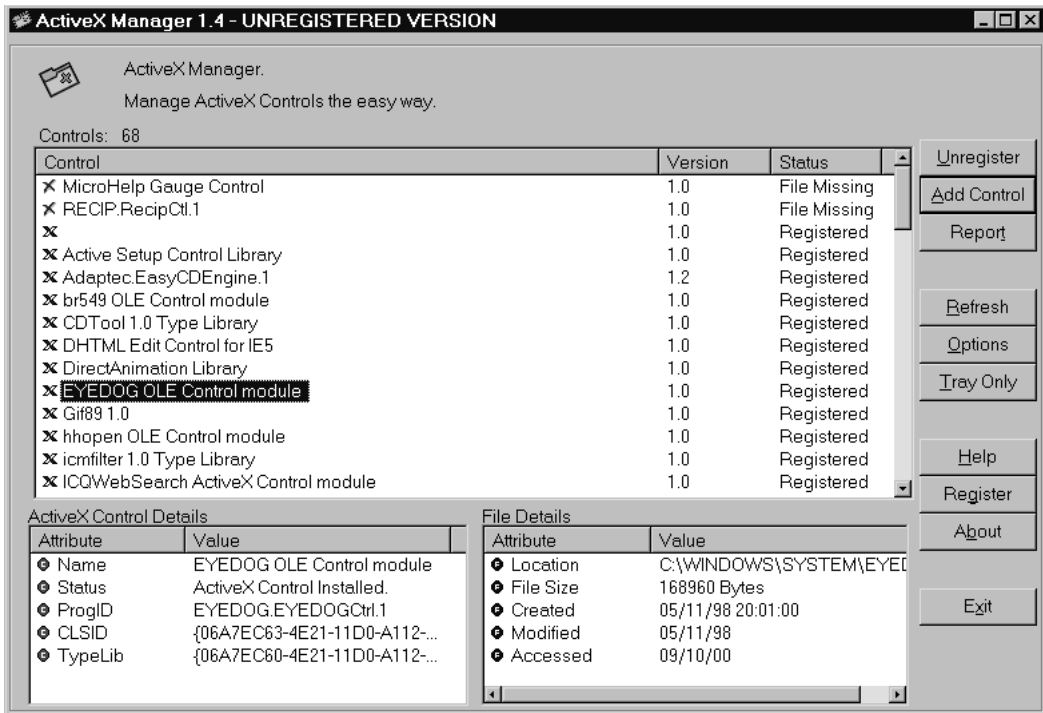 ActiveX Manager 1.4 - UNREGISTERED VERSION
ActiveX Manager.
Manage ActiveX Controls the easy way.
Controls: 68
Control Version Status
MicroHelp Gauge Control 1.0 File Missing
RECIP.RecipCtl.1 1.0 File Missing
1.0 Registered
Active Setup Control Library 1.0 Registered
Adaptec.EasyCDEngine.1 1.2 Registered
br549 OLE Control module 1.0 Registered
CDTool 1.0 Type Library 1.0 Registered
DHTML Edit Control for IE5 1.0 Registered
DirectAnimation Library 1.0 Registered
EYEDOG OLE Control module 1.0 Registered
Gif89 1.0 1.0 Registered
hhopen OLE Control module 1.0 Registered
icmfilter 1.0 Type Library 1.0 Registered
ICQWebSearch ActiveX Control module 1.0 Registered
Unregister
Add Control
Report
Refresh
Options
Tray Only
Help
Register
About
Exit
ActiveX Control Details
Attribute Value
Name EYEDOG OLE Control module
Status ActiveX Control Installed.
ProgID EYEDOG.EYEDOGCtrl.1
CLSID {06A7EC63-4E21-11D0-A112-...
TypeLib {06A7EC60-4E21-11D0-A112-...
File Details
Attribute Value
Location C:\WINDOWS\SYSTEM\EYED
File Size 168960 Bytes
Created 05/11/98 20:01:00
Modified 05/11/98
Accessed 09/10/00